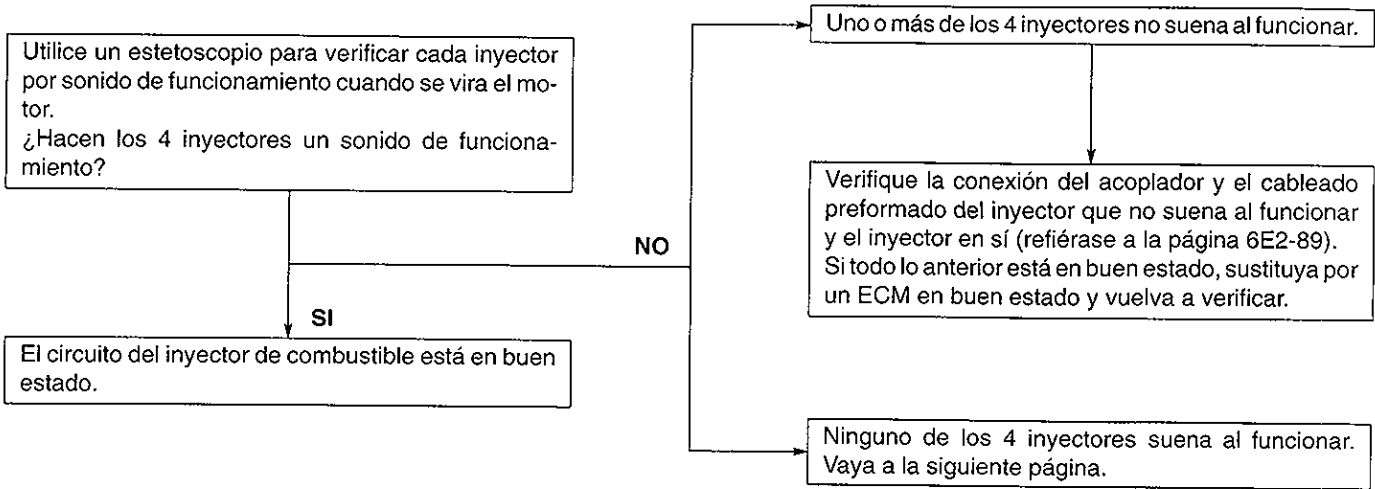 Utilice un estetoscopio para verificar cada inyector
por sonido de funcionamiento cuando se vira el mo-
tor.
¿Hacen los 4 inyectores un sonido de funciona-
miento?
SI
El circuito del inyector de combustible está en buen
estado.
NO
Uno o más de los 4 inyectores no suena al funcionar.
Verifique la conexión del acoplador y el cableado
preformado del inyector que no suena al funcionar
y el inyector en sí (refiérase a la página 6E2-89).
Si todo lo anterior está en buen estado, sustituya por
un ECM en buen estado y vuelva a verificar.
Ninguno de los 4 inyectores suena al funcionar.
Vaya a la siguiente página.